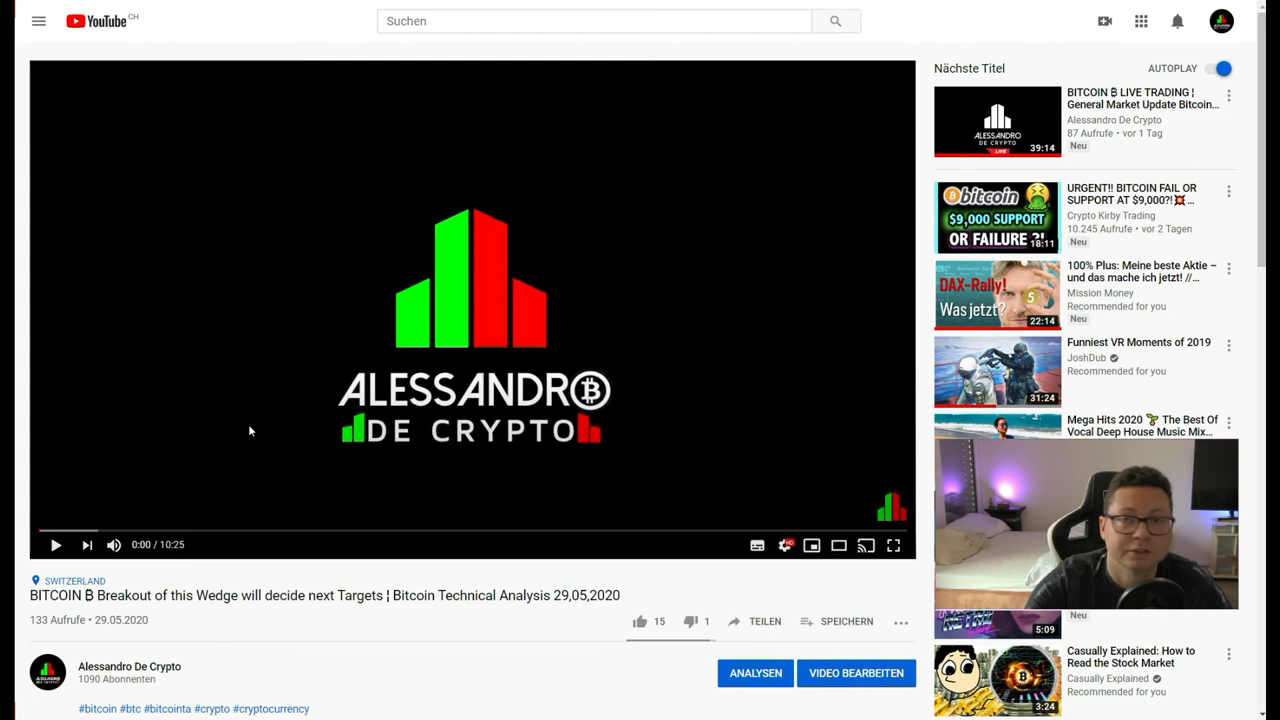 YouTube CH
Suchen
ALESSANDRO
DE CRYPTO
0:00 / 10:25
HD
SWITZERLAND
BITCOIN ₿ Breakout of this Wedge will decide next Targets ¦ Bitcoin Technical Analysis 29,05,2020
133 Aufrufe • 29.05.2020
15
1
TEILEN
SPEICHERN
Alessandro De Crypto
1090 Abonnenten
ANALYSEN
VIDEO BEARBEITEN
#bitcoin #btc #bitcointa #crypto #cryptocurrency
Nächste Titel
AUTOPLAY
ALESSANDRO
DE CRYPTO
LIVE
39:14
BITCOIN ₿ LIVE TRADING ¦
General Market Update Bitcoin...
Alessandro De Crypto
87 Aufrufe • vor 1 Tag
Neu
bitcoin
$9,000 SUPPORT
OR FAILURE ?!
18:11
URGENT!! BITCOIN FAIL OR
SUPPORT AT $9,000?!💥 ...
Crypto Kirby Trading
10.245 Aufrufe • vor 2 Tagen
Neu
DAX-Rally!
Was jetzt?
5
22:14
100% Plus: Meine beste Aktie –
und das mache ich jetzt! //...
Mission Money
Recommended for you
Neu
31:24
Funniest VR Moments of 2019
JoshDub
Recommended for you
Mega Hits 2020 🌱 The Best Of
Vocal Deep House Music Mix...
Neu
5:09
3:24
Casually Explained: How to
Read the Stock Market
Casually Explained
Recommended for you